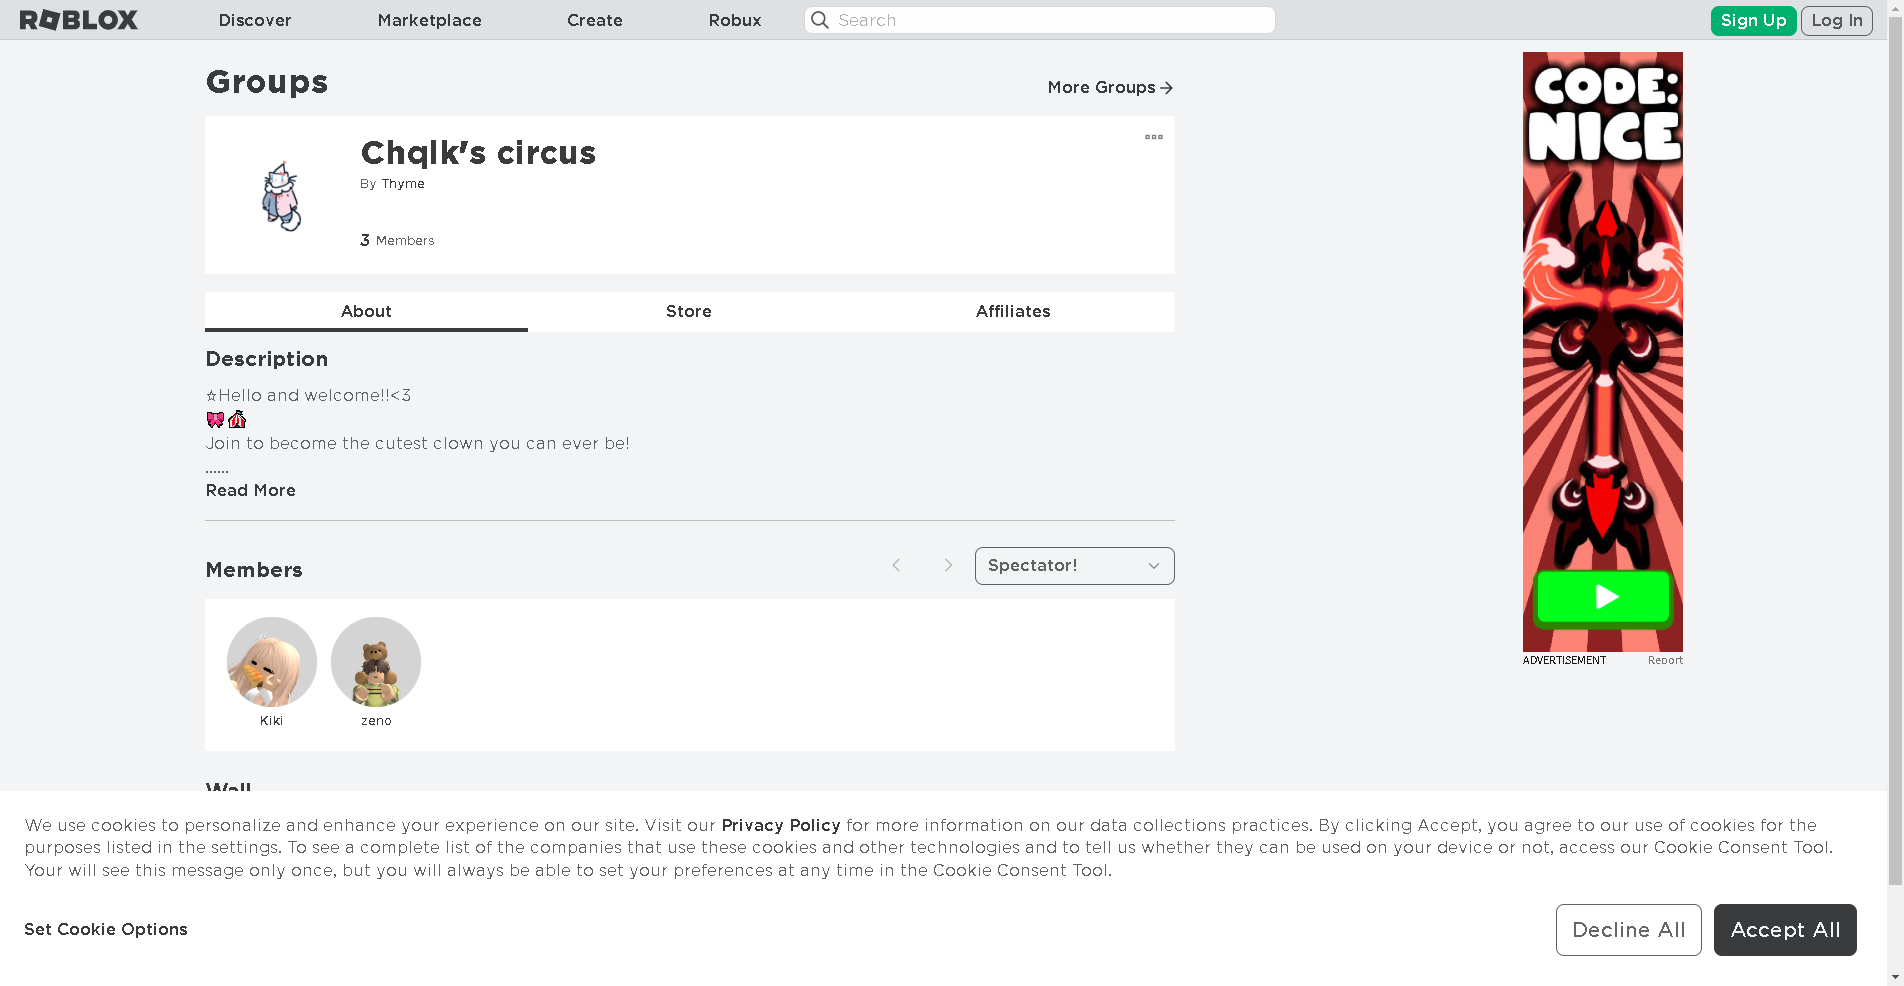 ROBLOX
Discover
Marketplace
Create
Robux
Search
Sign Up
Log In
Groups
More Groups
Chqlk's circus
By Thyme
3 Members
About
Store
Affiliates
Description
☆Hello and welcome!!<3
🎀🎪
Join to become the cutest clown you can ever be!
......
Read More
Members
Spectator!
Kiki
zeno
Wall
CODE:
NICE
ADVERTISEMENT
Report
We use cookies to personalize and enhance your experience on our site. Visit our Privacy Policy for more information on our data collections practices. By clicking Accept, you agree to our use of cookies for the
purposes listed in the settings. To see a complete list of the companies that use these cookies and other technologies and to tell us whether they can be used on your device or not, access our Cookie Consent Tool.
Your will see this message only once, but you will always be able to set your preferences at any time in the Cookie Consent Tool.
Set Cookie Options
Decline All
Accept All